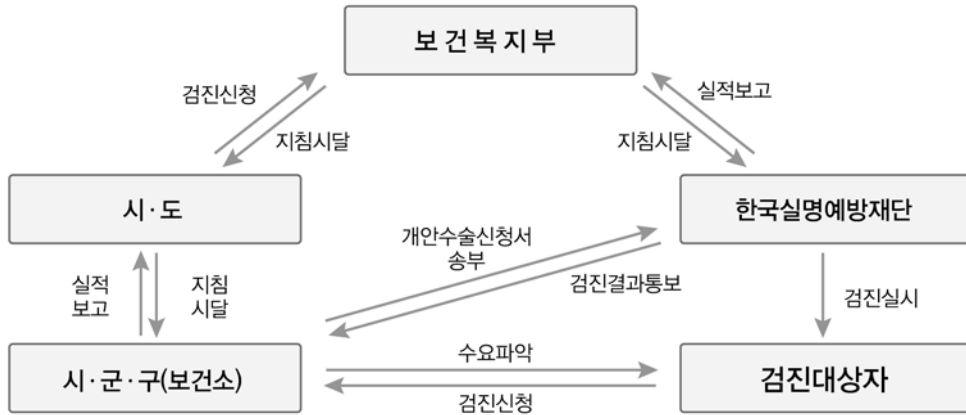 보건복지부
검진신청
실적보고
지침시달
지침시달
시·도
한국실명예방재단
개안수술신청서
송부
실적
보고
지침
시달
검진결과통보
검진실시
시·군·구(보건소)
수요파악
검진대상자
검진신청